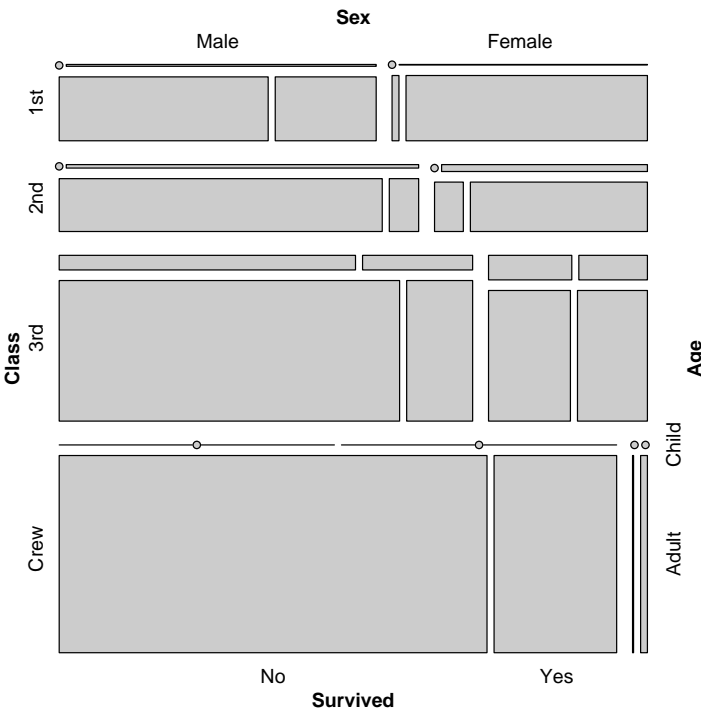 Sex
Male Female
1st
2nd
3rd
Crew
Class
Age
Child
Adult
No Yes
Survived